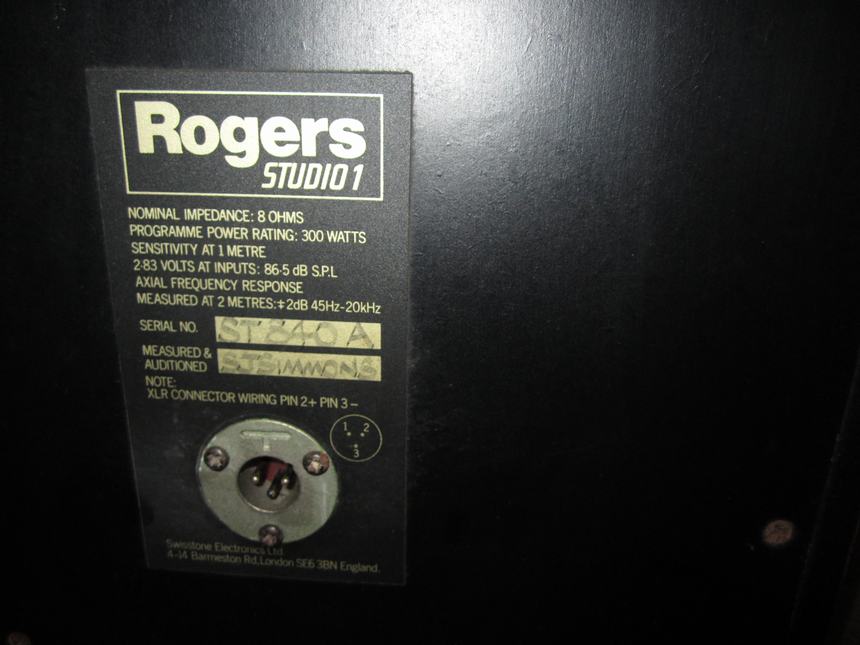 Rogers
STUDIO 1
NOMINAL IMPEDANCE: 8 OHMS
PROGRAMME POWER RATING: 300 WATTS
SENSITIVITY AT 1 METRE
2·83 VOLTS AT INPUTS: 86·5 dB S.P.L
AXIAL FREQUENCY RESPONSE
MEASURED AT 2 METRES:∓2dB 45Hz-20kHz
SERIAL NO. ST 840 A
MEASURED &
AUDITIONED SJSIMMONS
NOTE:
XLR CONNECTOR WIRING PIN 2+ PIN 3 –
1 2
3
Swisstone Electronics Ltd
4-14 Barmeston Rd, London SE6 3BN England.